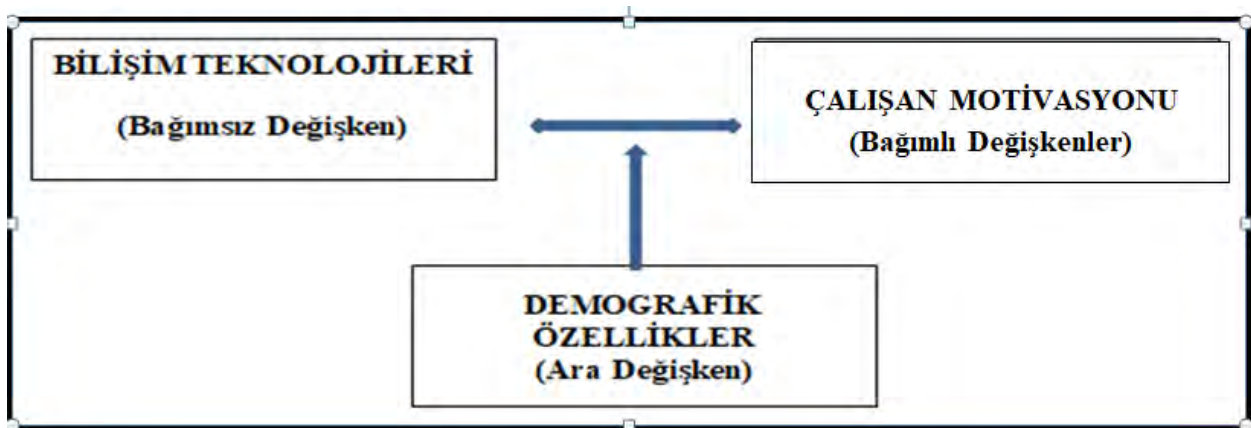 BİLİŞİM TEKNOLOJİLERİ
(Bağımsız Değişken)
ÇALIŞAN MOTİVASYONU
(Bağımlı Değişkenler)
DEMOGRAFİK
ÖZELLİKLER
(Ara Değişken)